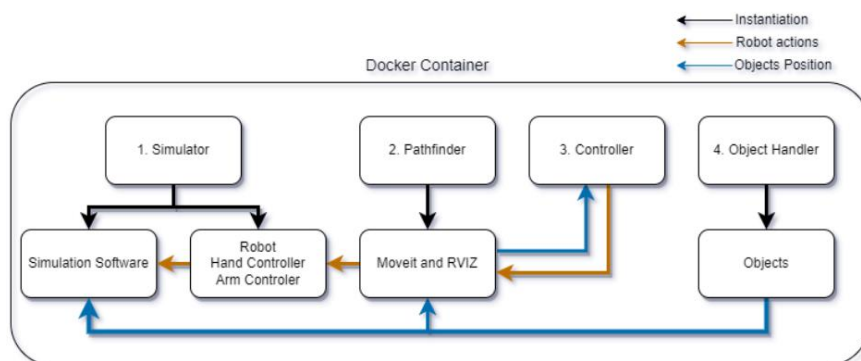 Instantiation
Robot actions
Objects Position
Docker Container
1. Simulator
2. Pathfinder
3. Controller
4. Object Handler
Simulation Software
Robot
Hand Controller
Arm Controler
Moveit and RVIZ
Objects